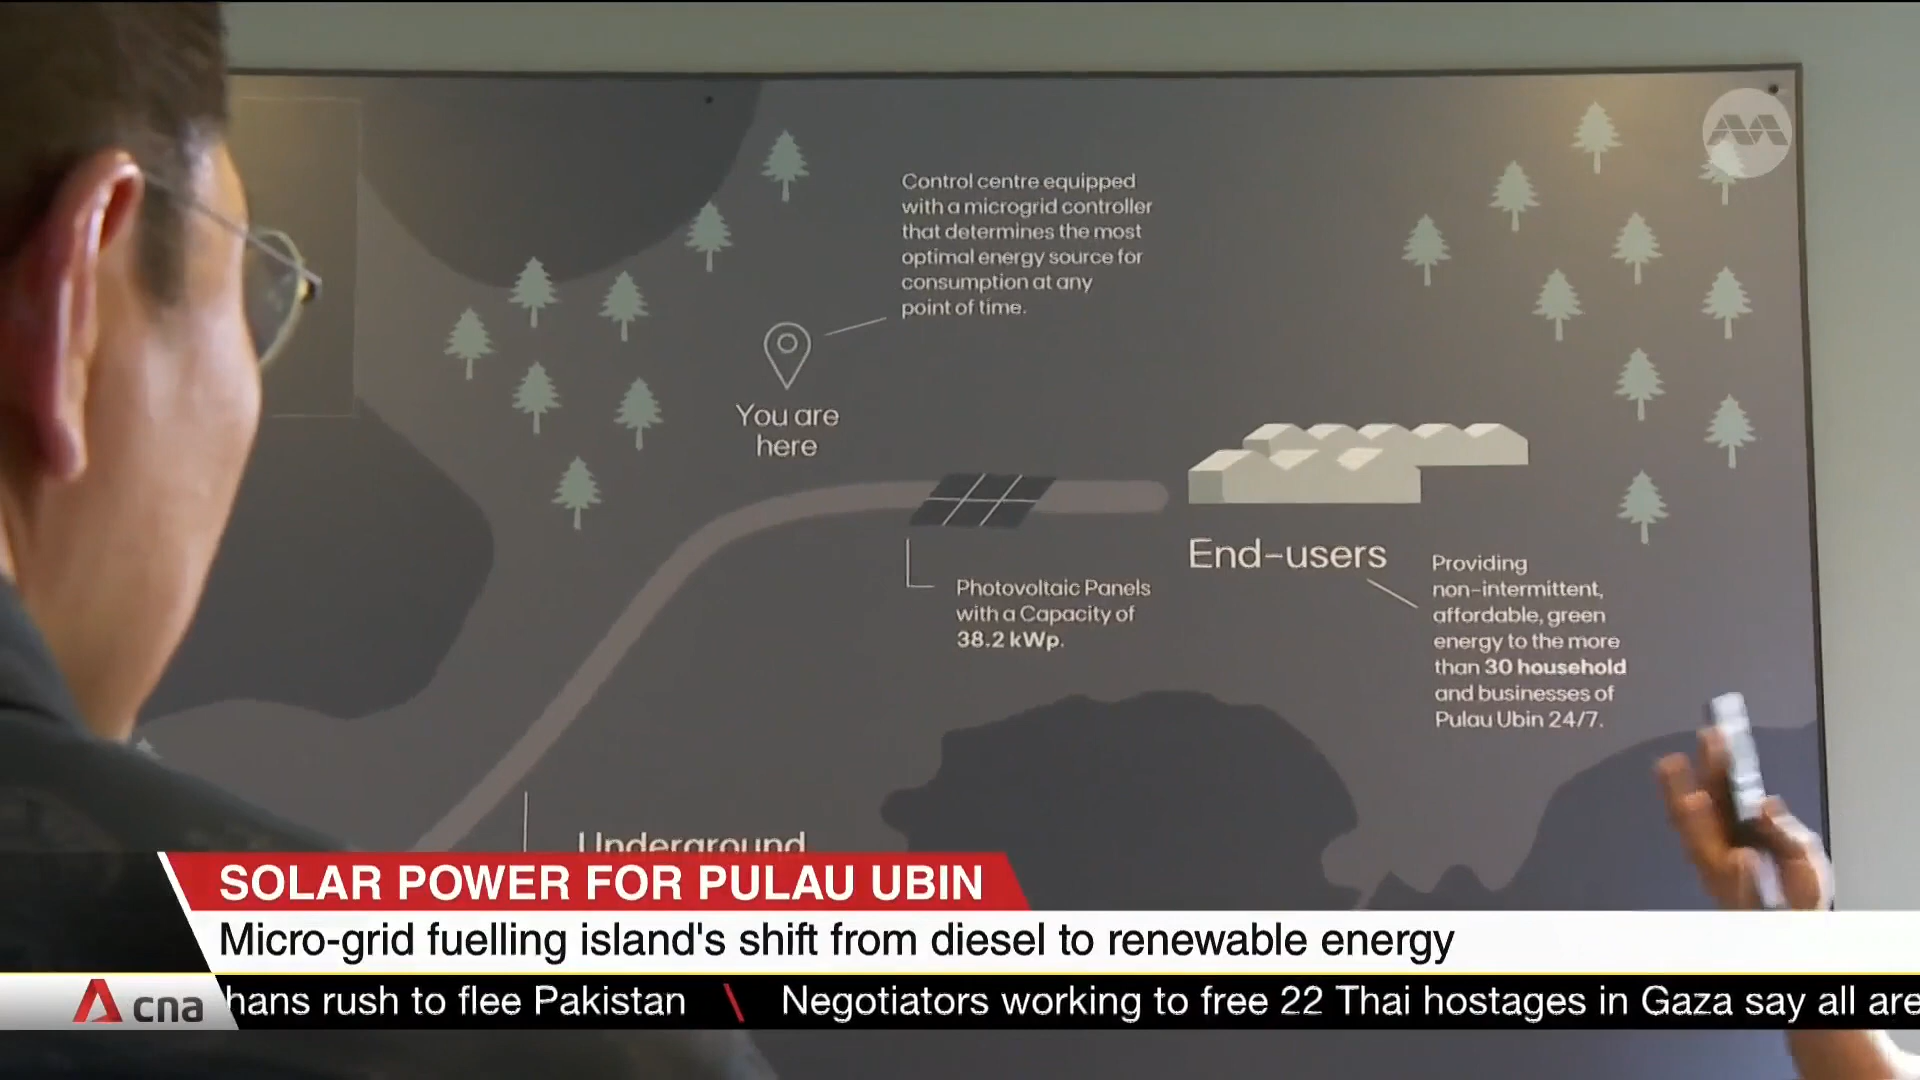 Control centre equipped
with a microgrid controller
that determines the most
optimal energy source for
consumption at any
point of time.
You are
here
Photovoltaic Panels
with a Capacity of
38.2 kWp.
End-users
Providing
non-intermittent,
affordable, green
energy to the more
than 30 household
and businesses of
Pulau Ubin 24/7.
Underground
SOLAR POWER FOR PULAU UBIN
Micro-grid fuelling island's shift from diesel to renewable energy
cna
hans rush to flee Pakistan \ Negotiators working to free 22 Thai hostages in Gaza say all are